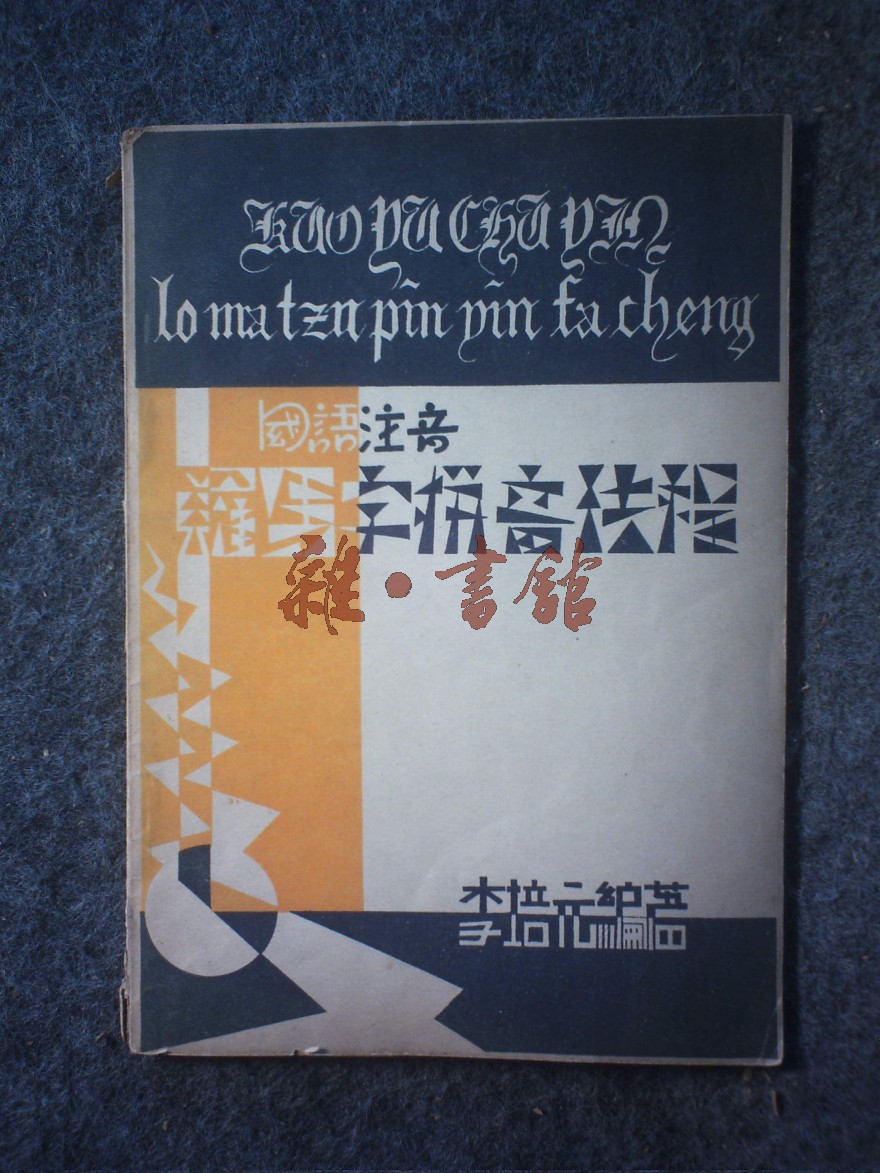 KUO YU CHU YIN
lo ma tzu pin yin fa cheng
國語注音
羅馬字拼音法程
雜·書館
李培元編著